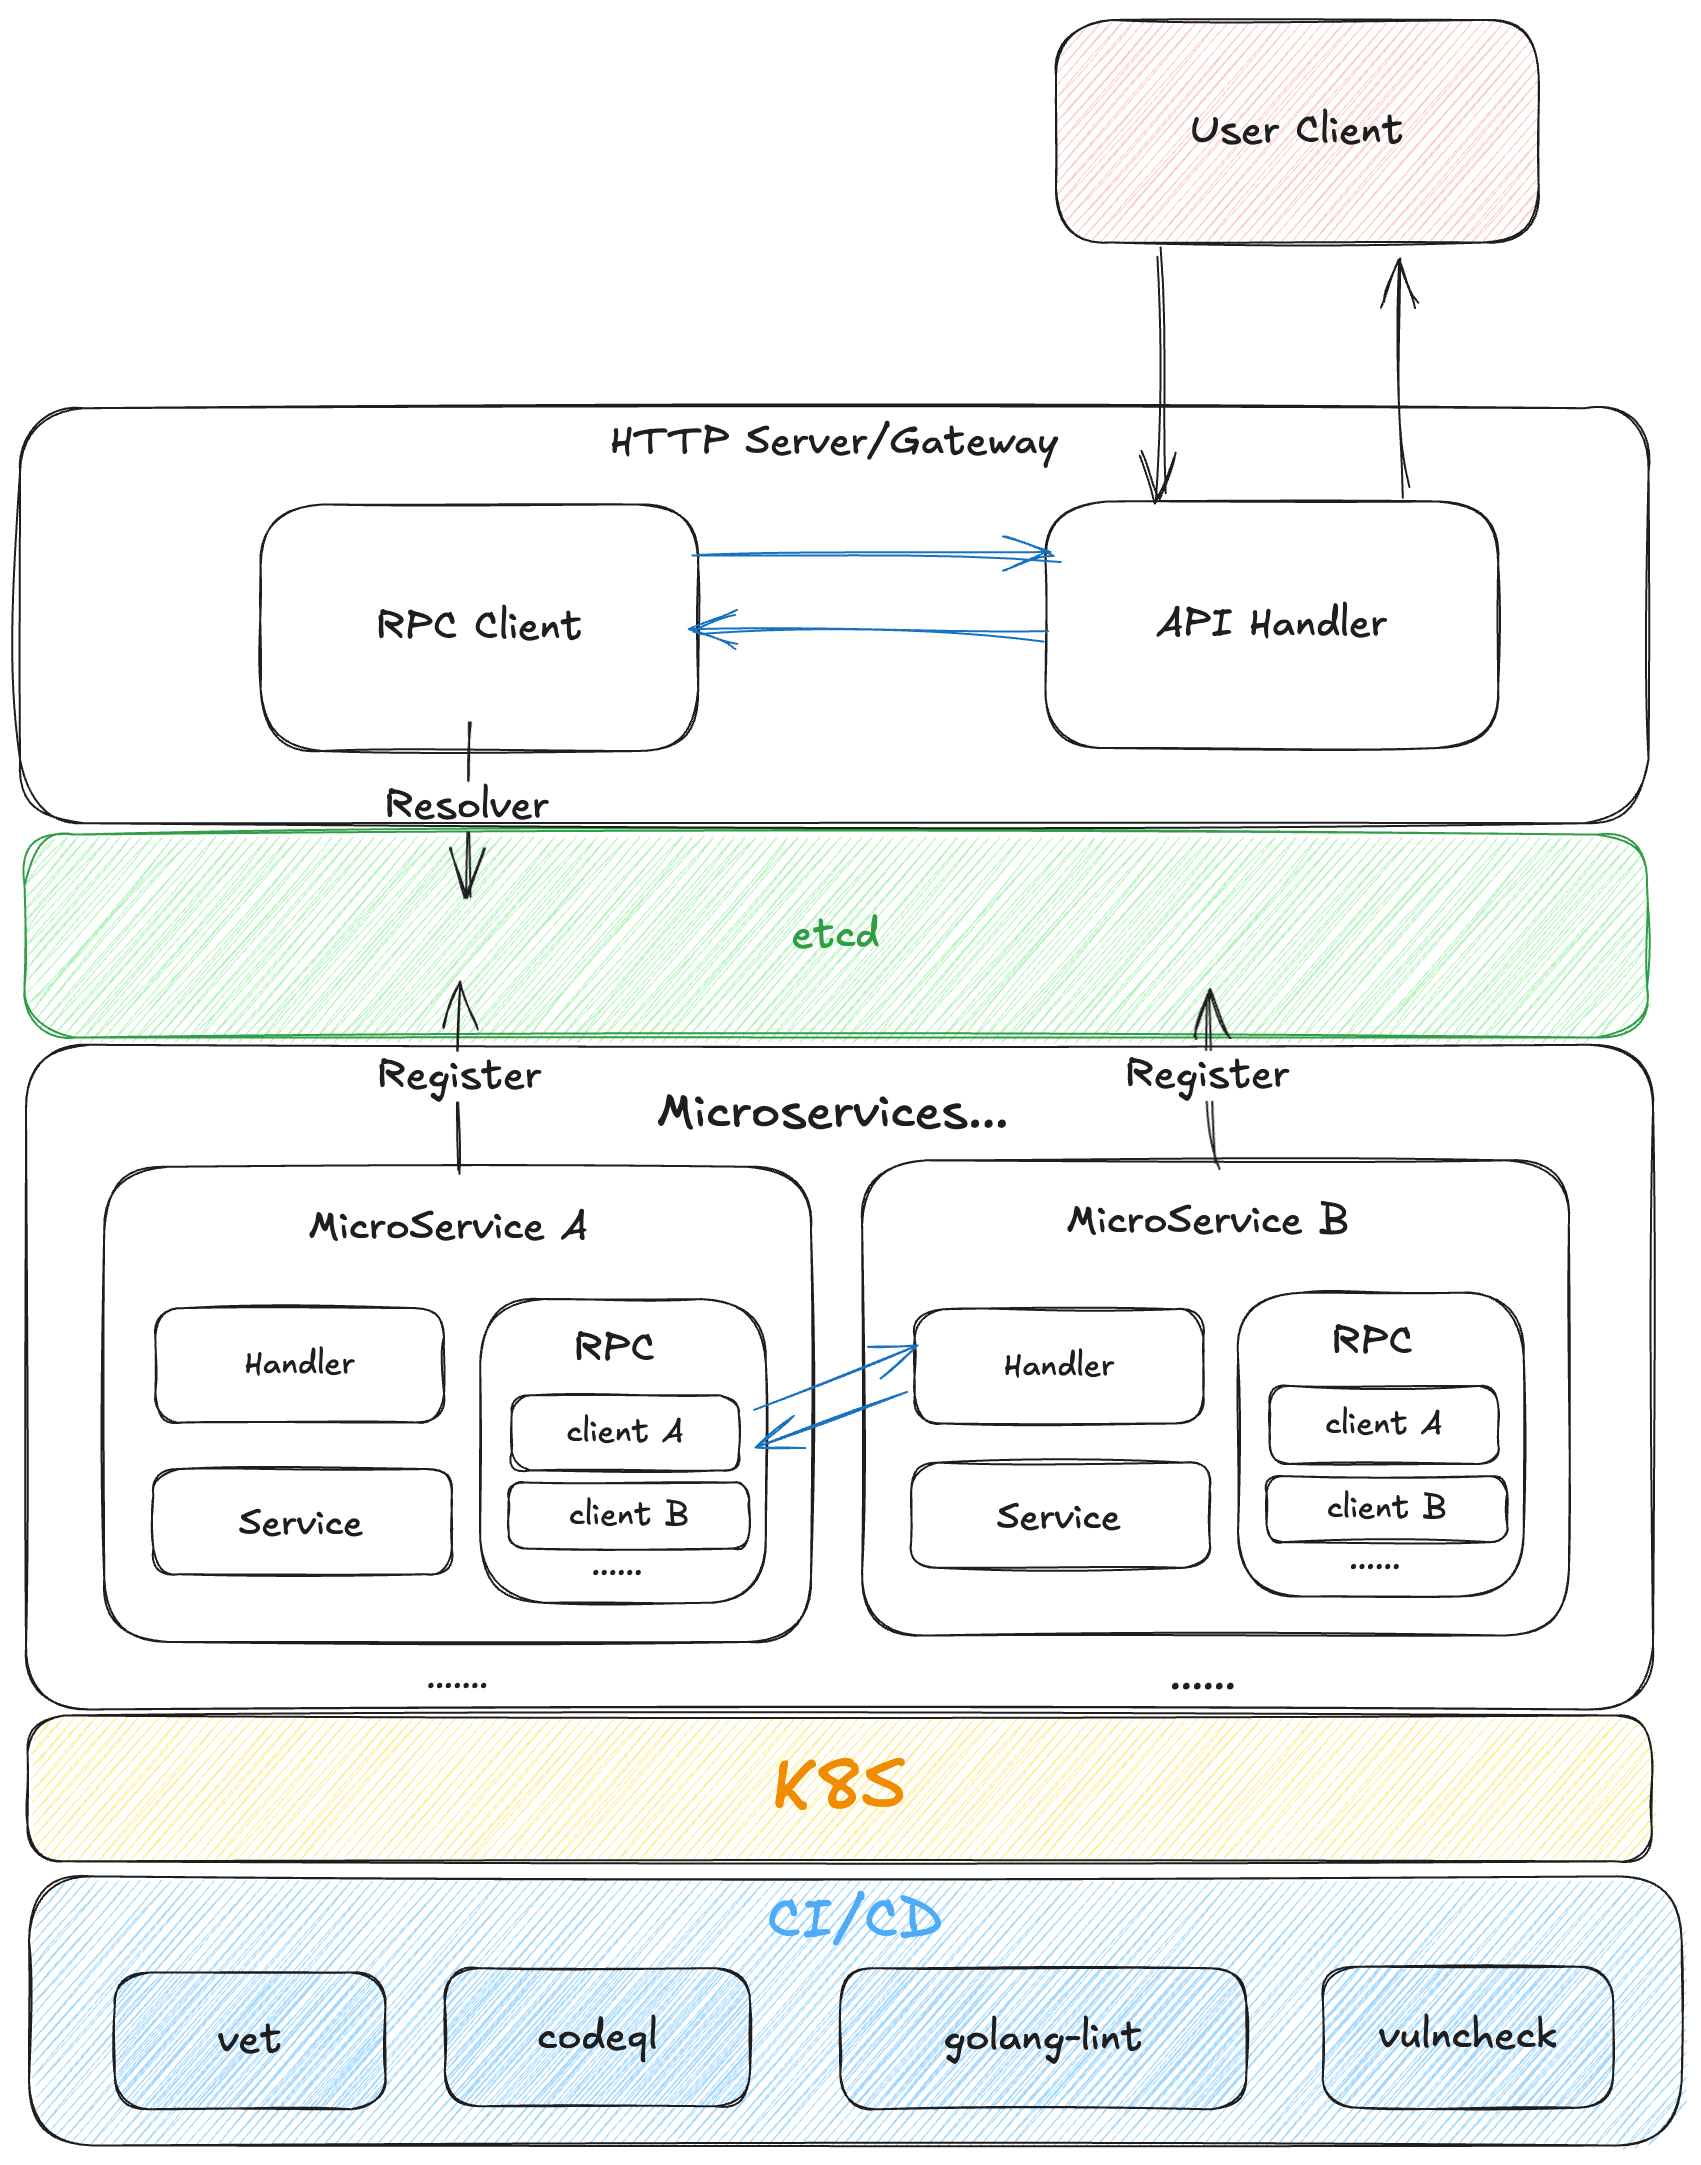 User Client
HTTP Server/Gateway
RPC Client
API Handler
Resolver
etcd
Register
Register
Microservices...
MicroService A
MicroService B
Handler
RPC
client A
client B
......
Service
Handler
RPC
client A
client B
......
Service
.......
......
K8S
CI/CD
vet
codeql
golang-lint
vulncheck